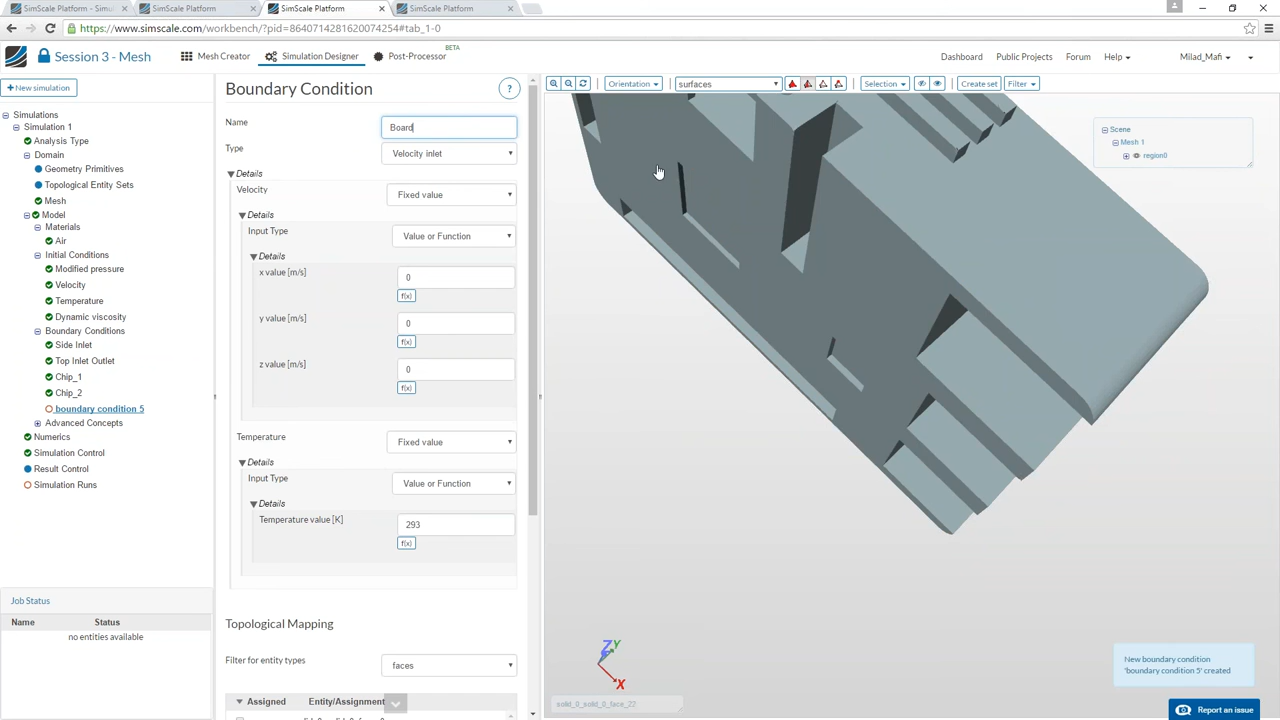 SimScale Platform - Simul
SimScale Platform
SimScale Platform
SimScale Platform
https://www.simscale.com/workbench/?pid=8640714281620074254#tab_1-0
Session 3 - Mesh
Mesh Creator
Simulation Designer
Post-Processor
BETA
Dashboard
Public Projects
Forum
Help
Milad_Mafi
+ New simulation
Boundary Condition
?
Orientation
surfaces
Selection
Create set
Filter
Simulations
Simulation 1
Analysis Type
Domain
Geometry Primitives
Topological Entity Sets
Mesh
Model
Materials
Air
Initial Conditions
Modified pressure
Velocity
Temperature
Dynamic viscosity
Boundary Conditions
Side Inlet
Top Inlet Outlet
Chip_1
Chip_2
boundary condition 5
Advanced Concepts
Numerics
Simulation Control
Result Control
Simulation Runs
Name
Board
Type
Velocity inlet
Details
Velocity
Fixed value
Details
Input Type
Value or Function
Details
x value [m/s]
0
f(x)
y value [m/s]
0
f(x)
z value [m/s]
0
f(x)
Temperature
Fixed value
Details
Input Type
Value or Function
Details
Temperature value [K]
293
f(x)
Topological Mapping
Filter for entity types
faces
Assigned
Entity/Assignment
Scene
Mesh 1
region0
Z
Y
X
solid_0_solid_0_face_22
New boundary condition
'boundary condition 5' created
Report an issue
Job Status
Name
Status
no entities available